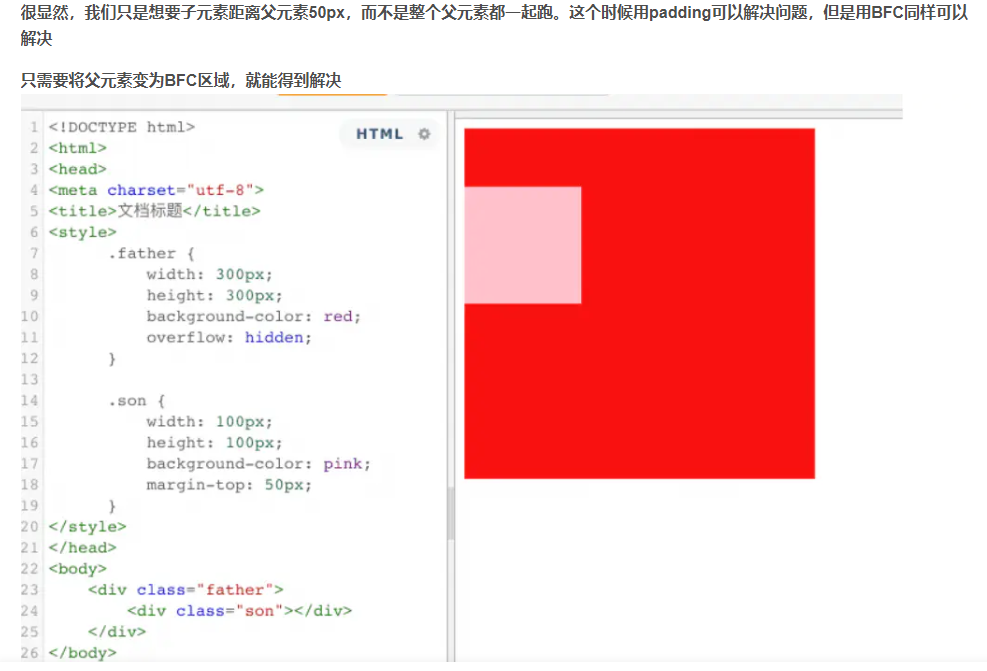 很显然，我们只是想要子元素距离父元素50px，而不是整个父元素都一起跑。这个时候用padding可以解决问题，但是用BFC同样可以
解决
只需要将父元素变为BFC区域，就能得到解决
HTML
1 <!DOCTYPE html>
2 <html>
3 <head>
4 <meta charset="utf-8">
5 <title>文档标题</title>
6 <style>
7 .father {
8 width: 300px;
9 height: 300px;
10 background-color: red;
11 overflow: hidden;
12 }
13
14 .son {
15 width: 100px;
16 height: 100px;
17 background-color: pink;
18 margin-top: 50px;
19 }
20 </style>
21 </head>
22 <body>
23 <div class="father">
24 <div class="son"></div>
25 </div>
26 </body>